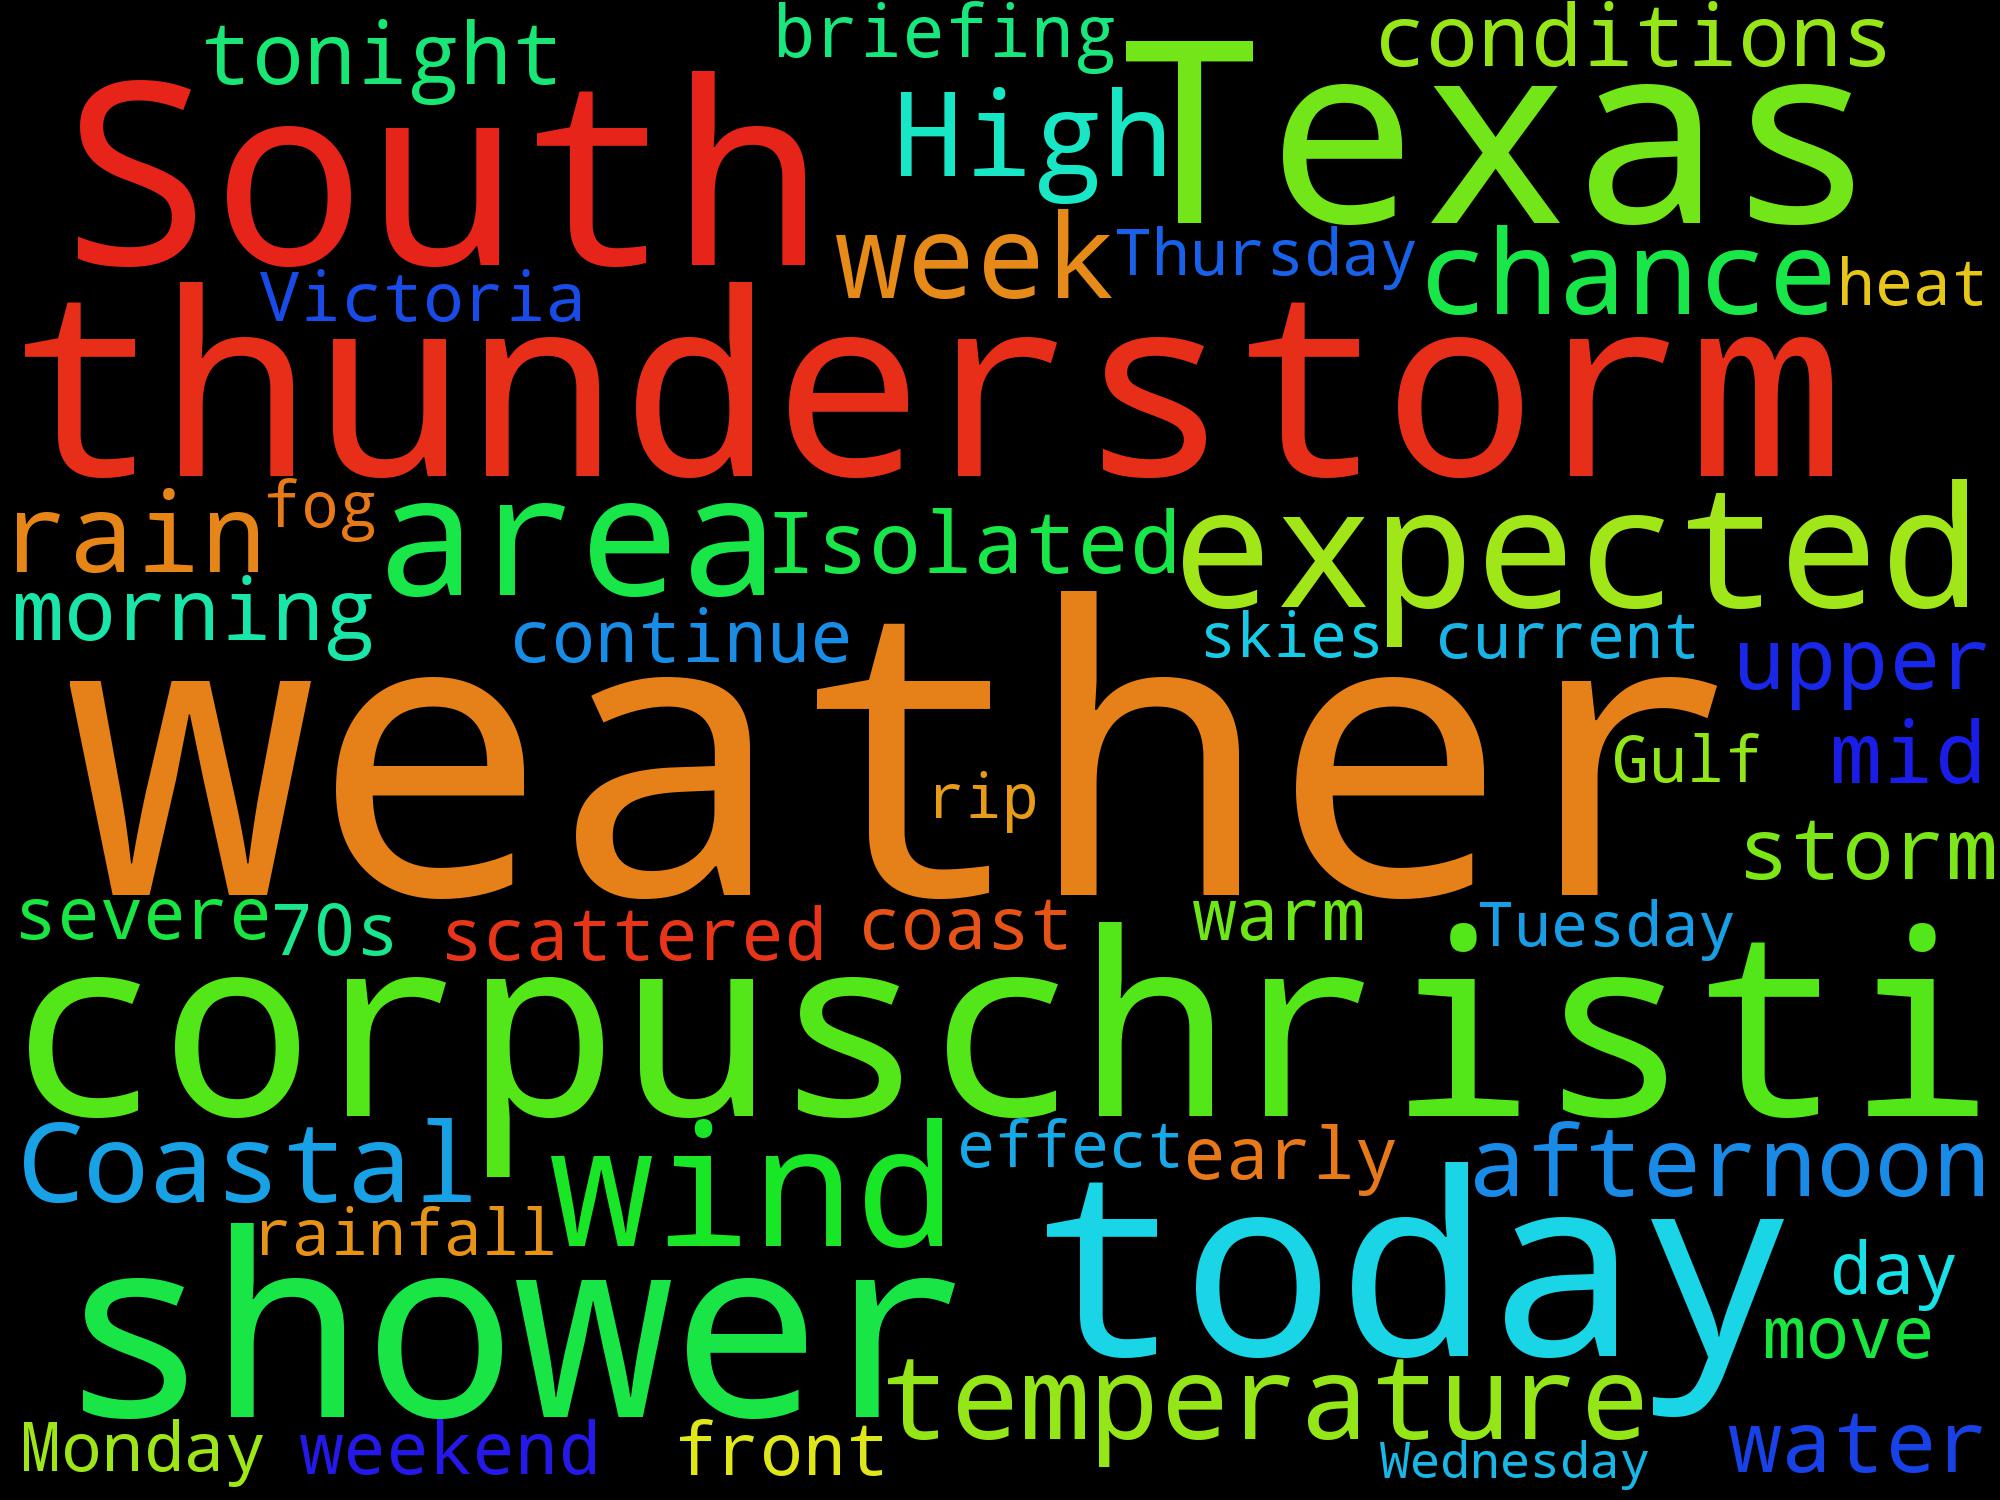 tonight briefing conditions
South High Texas
week Thursday chance heat
Victoria
thunderstorm
rain fog area Isolated expected
morning continue skies current upper
weather
rip Gulf mid
storm
severe 70s scattered coast warm Tuesday
corpuschristi
Coastal wind effect early afternoon
rainfall today
shower day
move
temperature
Monday weekend front Wednesday water